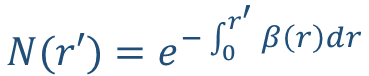 N(r′) = e^{- ∫_0^{r′} β(r)dr}